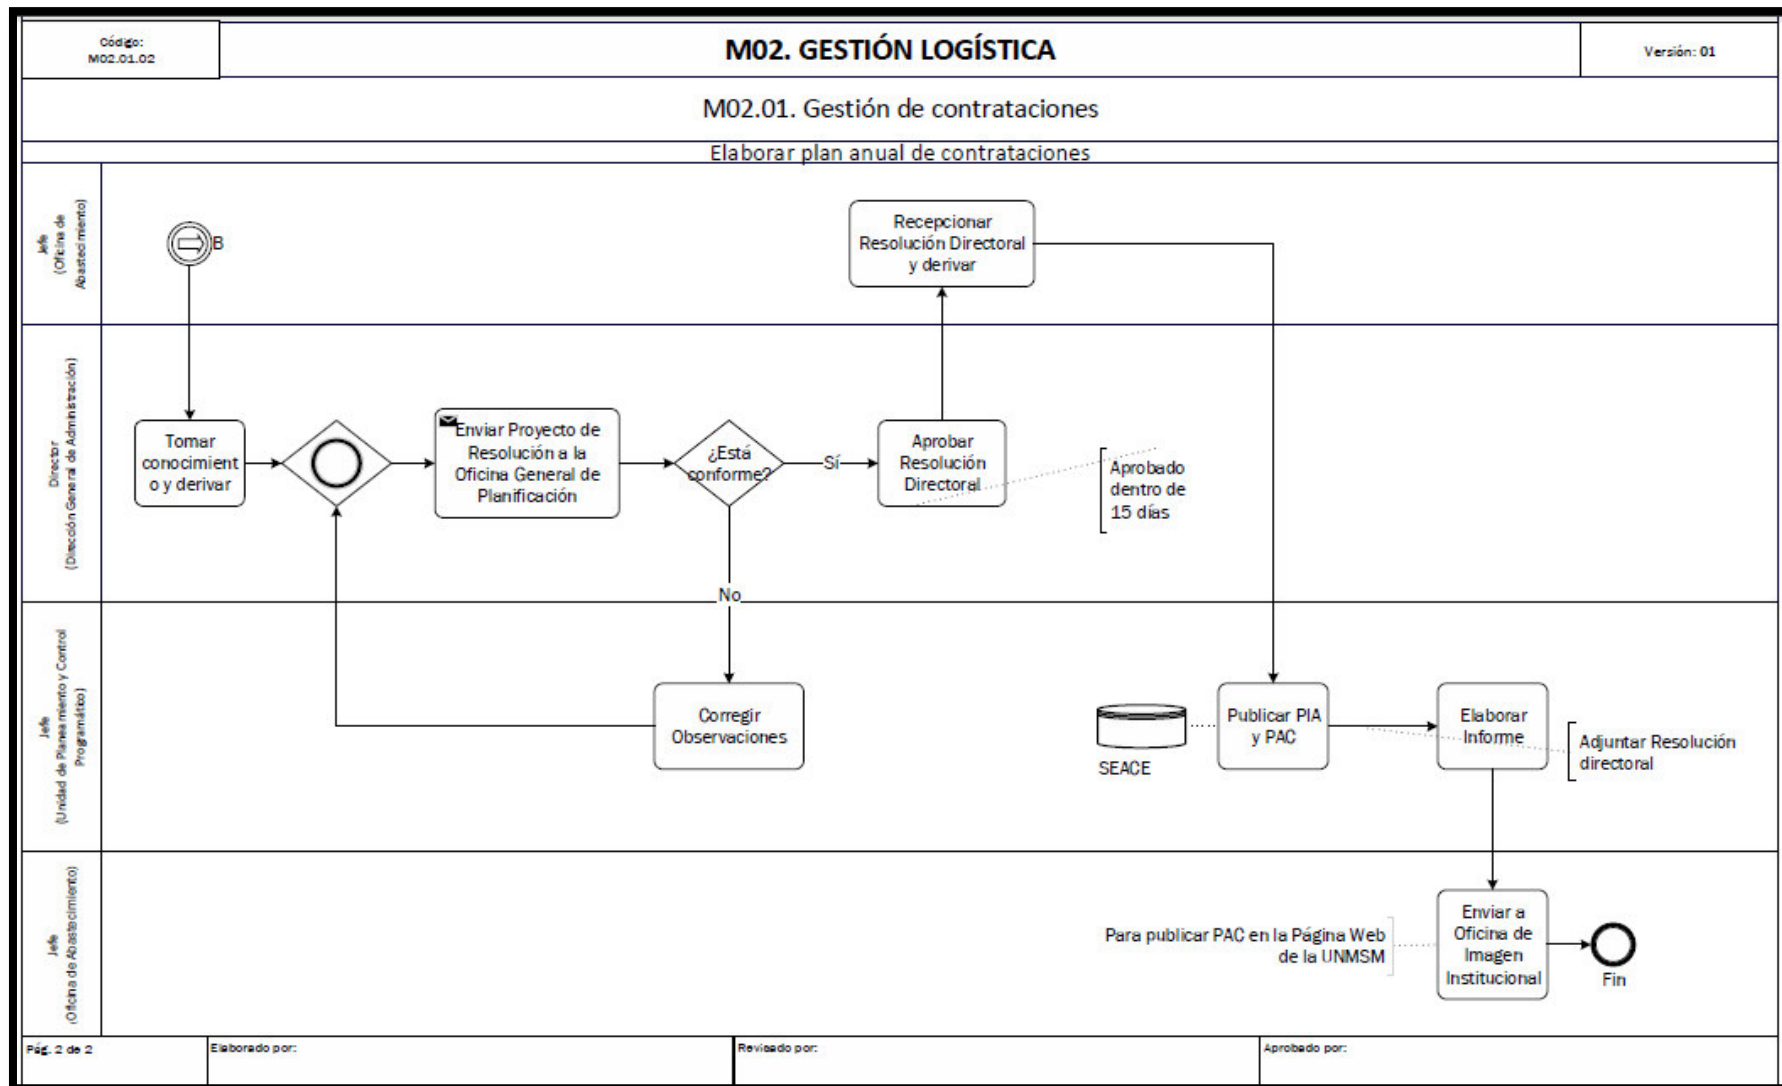 Código:
M02.01.02
M02. GESTIÓN LOGÍSTICA
Versión: 01
M02.01. Gestión de contrataciones
Elaborar plan anual de contrataciones
Jefe
(Oficina de
Abastecimiento)
B
Recepcionar
Resolución Directoral
y derivar
Director
(Dirección General de Administración)
Tomar
conocimient
o y derivar
Enviar Proyecto de
Resolución a la
Oficina General de
Planificación
¿Está
conforme?
Sí
Aprobar
Resolución
Directoral
Aprobado
dentro de
15 días
No
Jefe
(Unidad de Planeamiento y Control
Programático)
Corregir
Observaciones
SEACE
Publicar PIA
y PAC
Elaborar
Informe
Adjuntar Resolución
directoral
Jefe
(Oficina de Abastecimiento)
Para publicar PAC en la Página Web
de la UNMSM
Enviar a
Oficina de
Imagen
Institucional
Fin
Pág. 2 de 2
Elaborado por:
Revisado por:
Aprobado por: